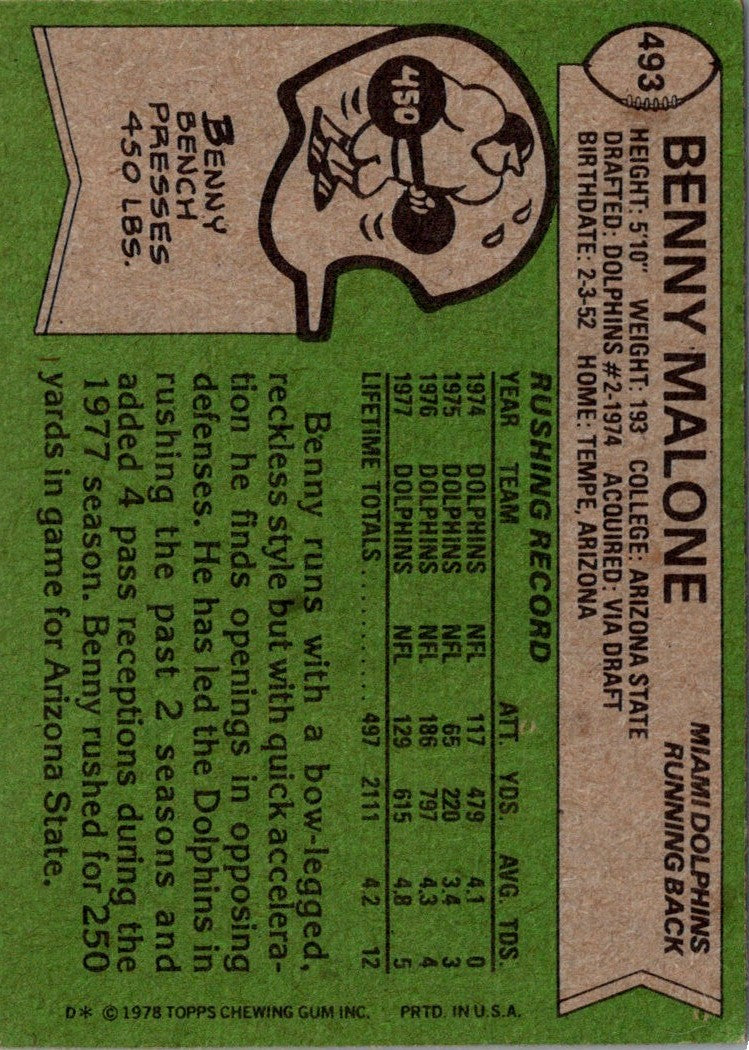 493
BENNY MALONE
MIAMI DOLPHINS
RUNNING BACK
HEIGHT: 5'10" WEIGHT: 193 COLLEGE: ARIZONA STATE
DRAFTED: DOLPHINS #2-1974 ACQUIRED: VIA DRAFT
BIRTHDATE: 2-3-52 HOME: TEMPE, ARIZONA
450
BENNY
BENCH
PRESSES
450 LBS.
RUSHING RECORD
YEAR TEAM ATT. YDS. AVG. TDS.
1974 DOLPHINS NFL 117 479 4.1 0
1975 DOLPHINS NFL 65 220 3.4 3
1976 DOLPHINS NFL 186 797 4.3 4
1977 DOLPHINS NFL 129 615 4.8 5
LIFETIME TOTALS............ 497 2111 4.2 12
Benny runs with a bow-legged,
reckless style but with quick accelera-
tion he finds openings in opposing
defenses. He has led the Dolphins in
rushing the past 2 seasons and
added 4 pass receptions during the
1977 season. Benny rushed for 250
yards in game for Arizona State.
D* © 1978 TOPPS CHEWING GUM INC. PRTD. IN U.S.A.